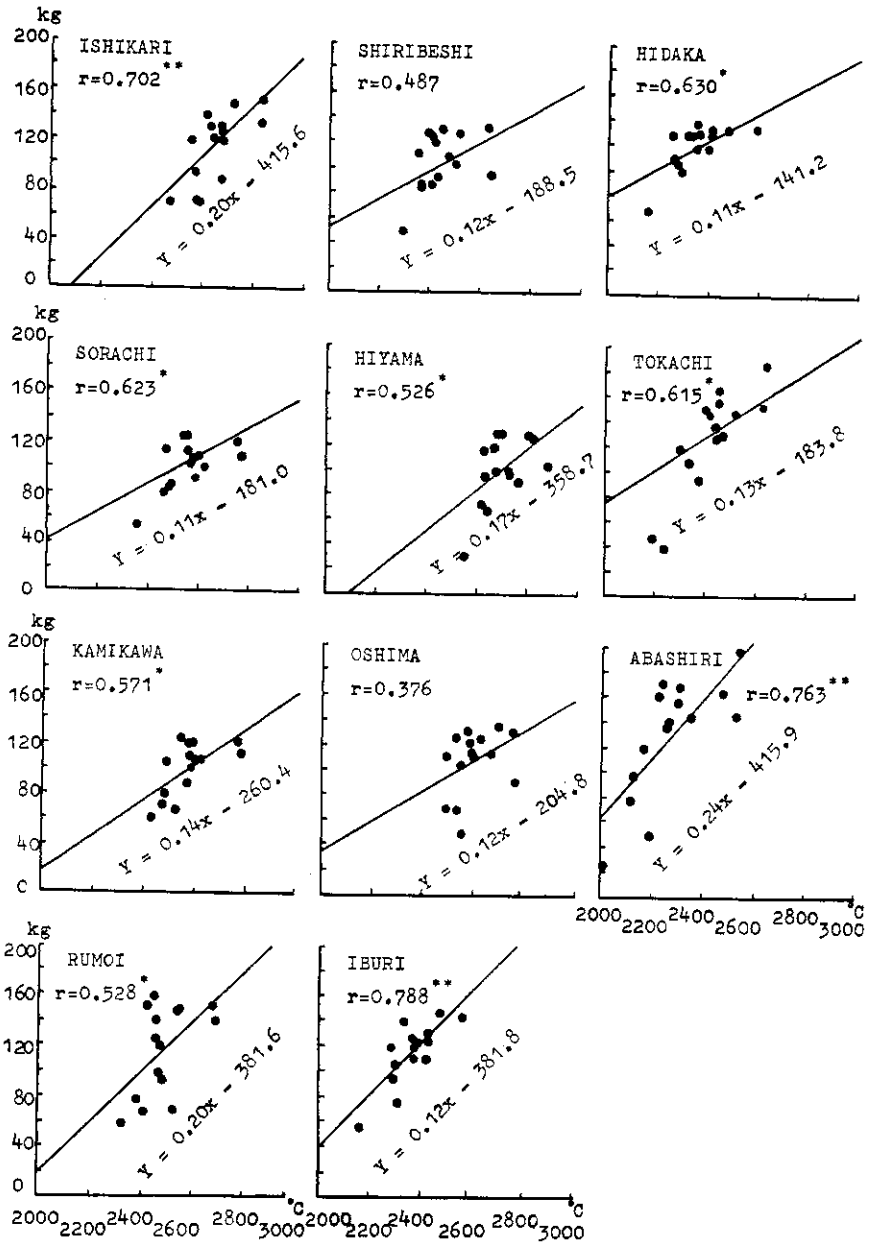 kg
200
160
120
80
40
0
ISHIKARI
r=0.702**
Y = 0.20x - 415.6
SHIRIBESHI
r=0.487
Y = 0.12x - 188.5
HIDAKA
r=0.630*
Y = 0.11x - 141.2
kg
200
160
120
80
40
0
SORACHI
r=0.623*
Y = 0.11x - 181.0
HIYAMA
r=0.526*
Y = 0.17x - 358.7
TOKACHI
r=0.615*
Y = 0.13x - 183.8
kg
200
160
120
80
40
0
KAMIKAWA
r=0.571*
Y = 0.14x - 260.4
OSHIMA
r=0.376
Y = 0.12x - 204.8
ABASHIRI
r=0.763**
Y = 0.24x - 415.9
2000 2200 2400 2600 2800 3000 °C
kg
200
160
120
80
40
0
RUMOI
r=0.528*
Y = 0.20x - 381.6
IBURI
r=0.788**
Y = 0.12x - 381.8
2000 2200 2400 2600 2800 3000 °C
2000 2200 2400 2600 2800 3000 °C